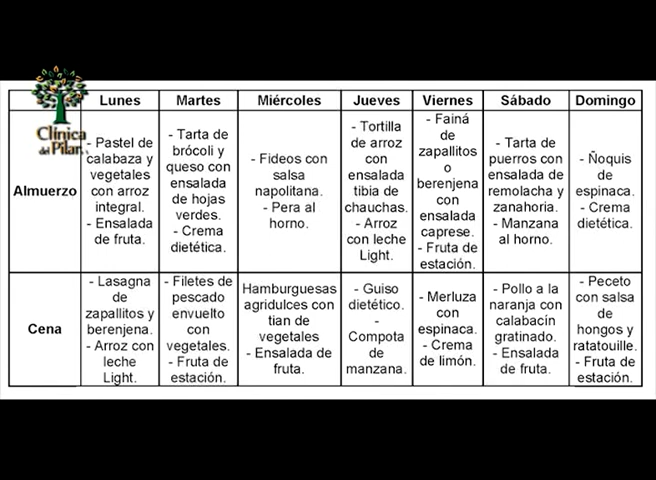 Clínica
del Pilar
Lunes Martes Miércoles Jueves Viernes Sábado Domingo
Almuerzo
- Pastel de
calabaza y
vegetales
con arroz
integral.
- Ensalada
de fruta.
- Tarta de
brócoli y
queso con
ensalada
de hojas
verdes.
- Crema
dietética.
- Fideos con
salsa
napolitana.
- Pera al
horno.
- Tortilla
de arroz
con
ensalada
tibia de
chauchas.
- Arroz
con leche
Light.
- Fainá
de
zapallitos
o
berenjena
con
ensalada
caprese.
- Fruta de
estación.
- Tarta de
puerros con
ensalada de
remolacha y
zanahoria.
- Manzana
al horno.
- Ñoquis
de
espinaca.
- Crema
dietética.
Cena
- Lasagna
de
zapallitos y
berenjena.
- Arroz con
leche
Light.
- Filetes de
pescado
envuelto
con
vegetales.
- Fruta de
estación.
Hamburguesas
agridulces con
tian de
vegetales
- Ensalada de
fruta.
- Guiso
dietético.
-
Compota
de
manzana.
- Merluza
con
espinaca.
- Crema
de limón.
- Pollo a la
naranja con
calabacín
gratinado.
- Ensalada
de fruta.
- Peceto
con salsa
de
hongos y
ratatouille.
- Fruta de
estación.